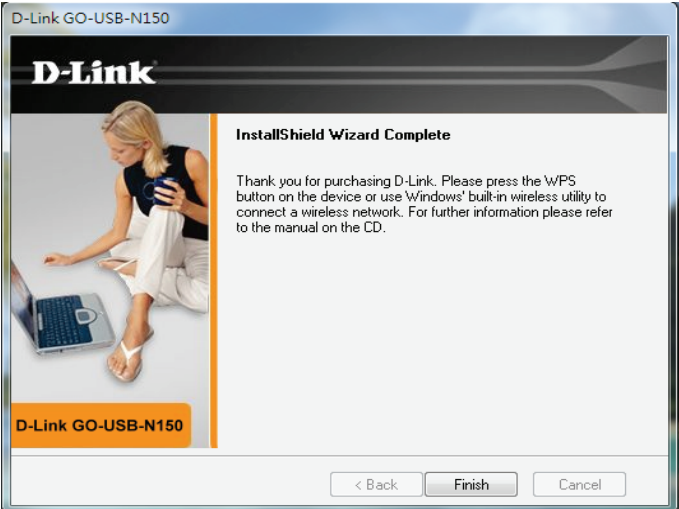 D-Link GO-USB-N150
D-Link
InstallShield Wizard Complete
Thank you for purchasing D-Link. Please press the WPS
button on the device or use Windows' built-in wireless utility to
connect a wireless network. For further information please refer
to the manual on the CD.
D-Link GO-USB-N150
< Back
Finish
Cancel